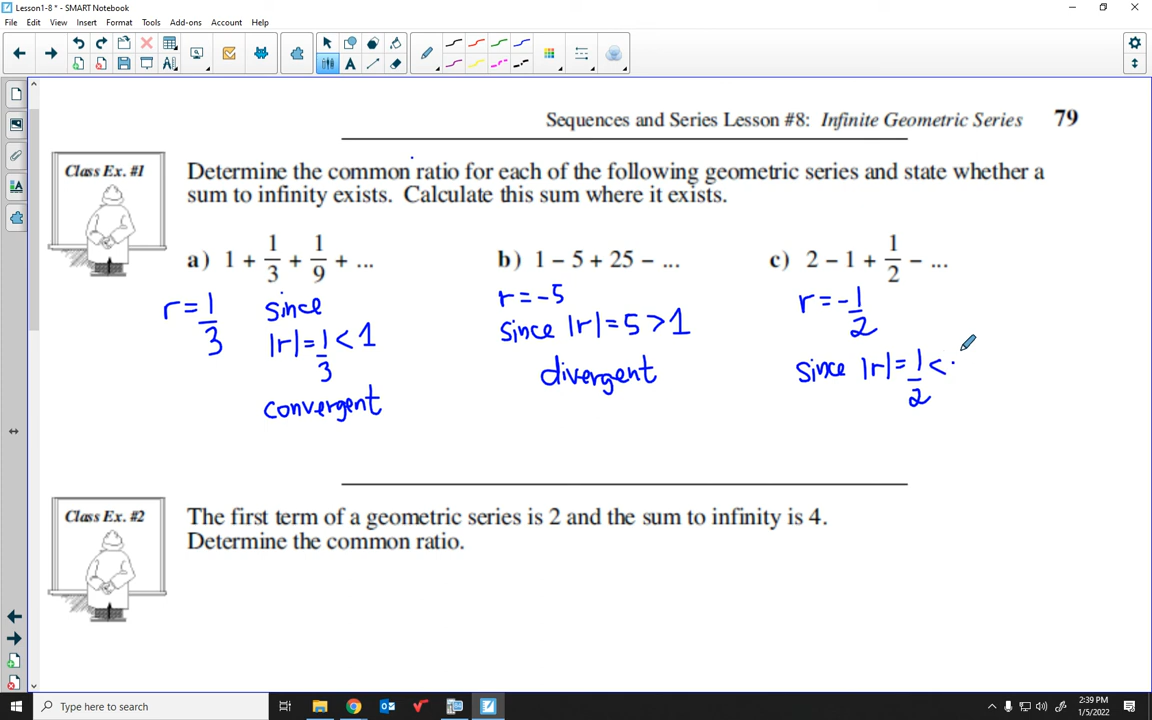 Lesson1-8 * - SMART Notebook
File Edit View Insert Format Tools Add-ons Account Help
Sequences and Series Lesson #8: Infinite Geometric Series 79
Class Ex. #1
Determine the common ratio for each of the following geometric series and state whether a
sum to infinity exists. Calculate this sum where it exists.
a) 1 + 1/3 + 1/9 + ...
b) 1 − 5 + 25 − ...
c) 2 − 1 + 1/2 − ...
r = 1/3
since
|r| = 1/3 < 1
convergent
r = -5
since |r| = 5 > 1
divergent
r = -1/2
since |r| = 1/2 <
Class Ex. #2
The first term of a geometric series is 2 and the sum to infinity is 4.
Determine the common ratio.
Type here to search
2:39 PM
1/5/2022